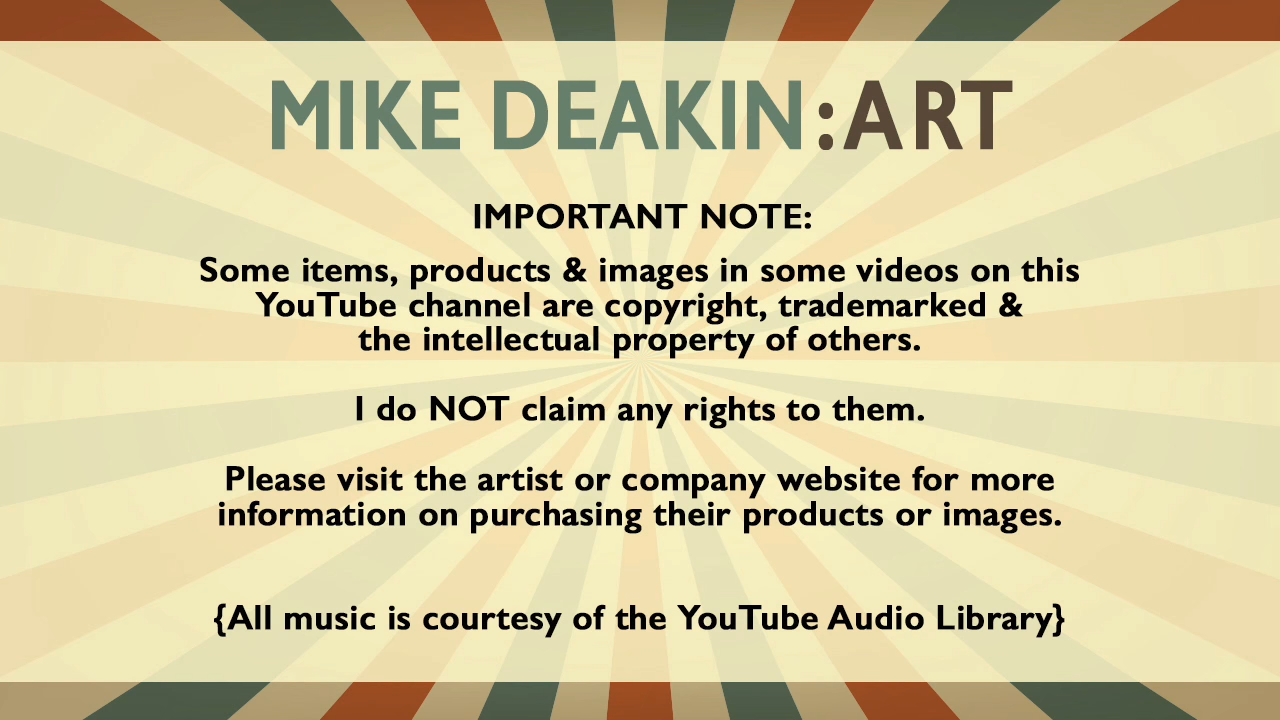 MIKE DEAKIN:ART
IMPORTANT NOTE:
Some items, products & images in some videos on this
YouTube channel are copyright, trademarked &
the intellectual property of others.
I do NOT claim any rights to them.
Please visit the artist or company website for more
information on purchasing their products or images.
{All music is courtesy of the YouTube Audio Library}